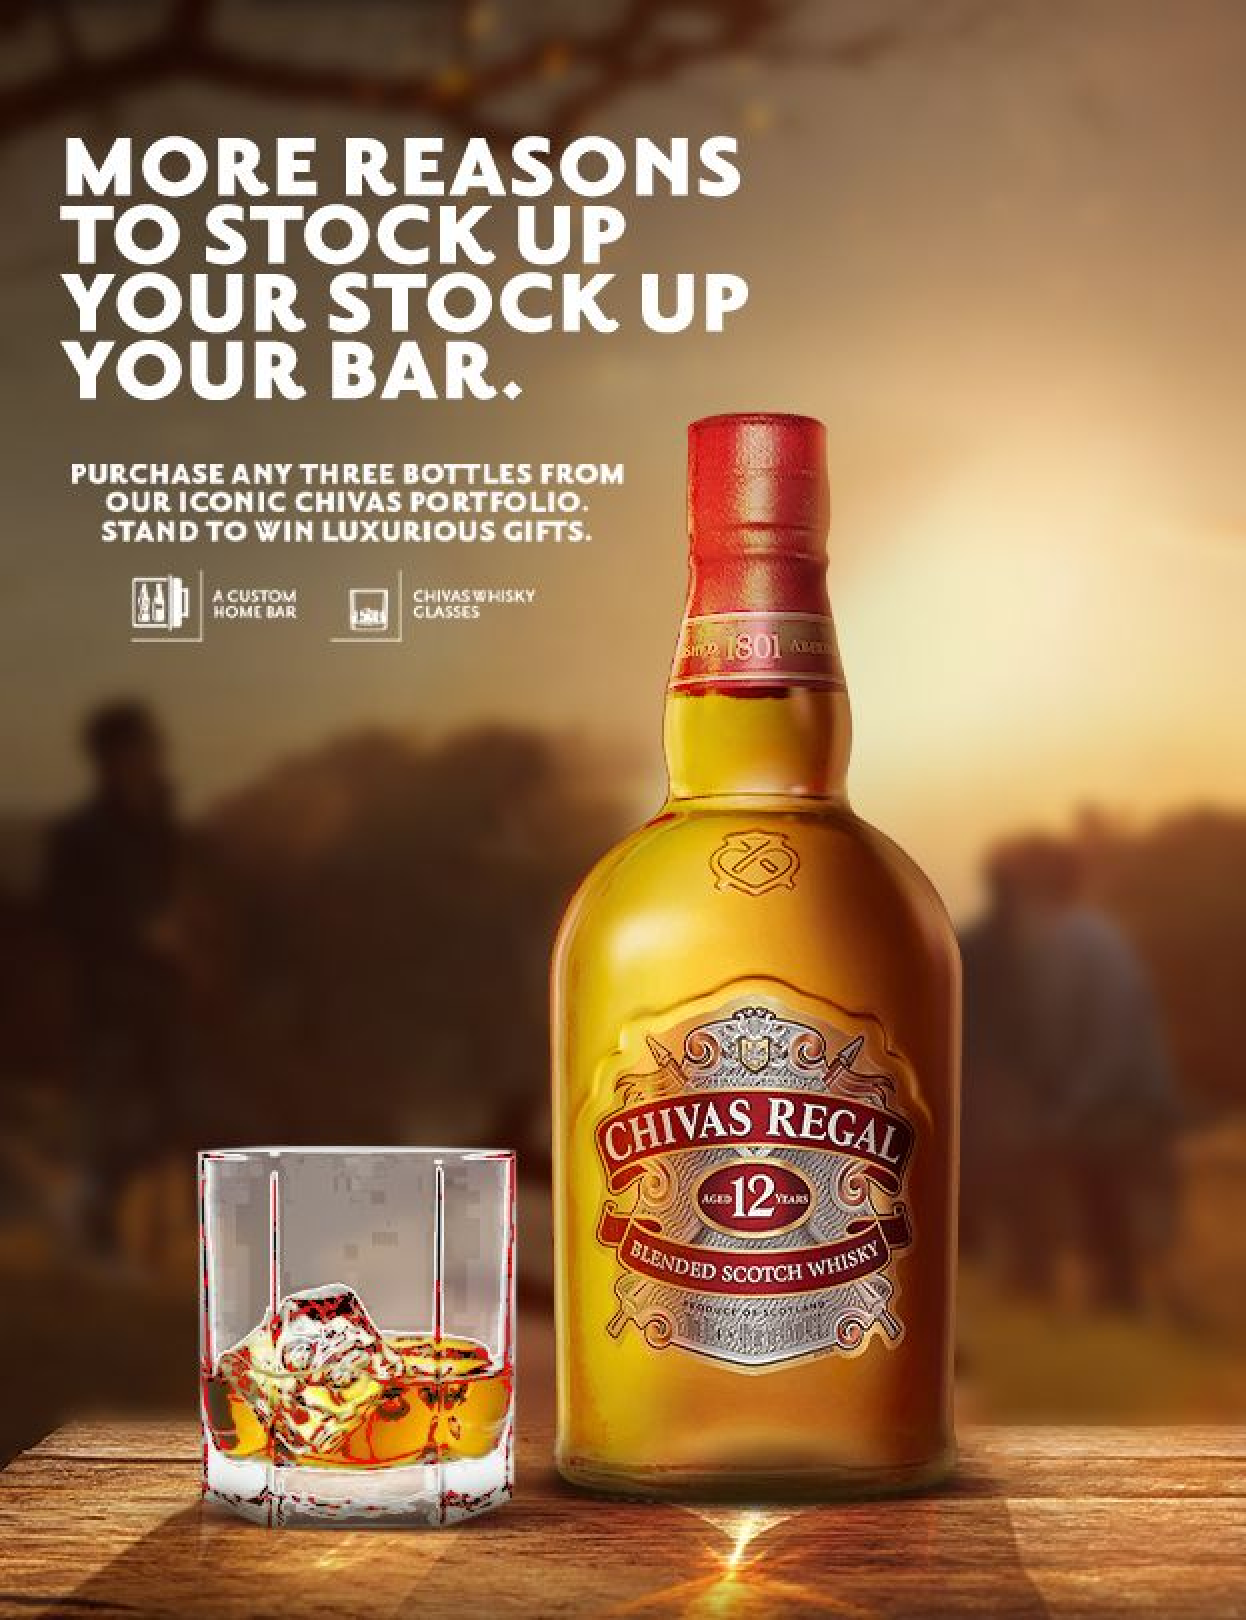 MORE REASONS
TO STOCK UP
YOUR STOCK UP
YOUR BAR.
PURCHASE ANY THREE BOTTLES FROM
OUR ICONIC CHIVAS PORTFOLIO.
STAND TO WIN LUXURIOUS GIFTS.
A CUSTOM
HOME BAR
CHIVAS WHISKY
GLASSES
1801
CHIVAS REGAL
AGED 12 YEARS
BLENDED SCOTCH WHISKY
PRODUCE OF SCOTLAND